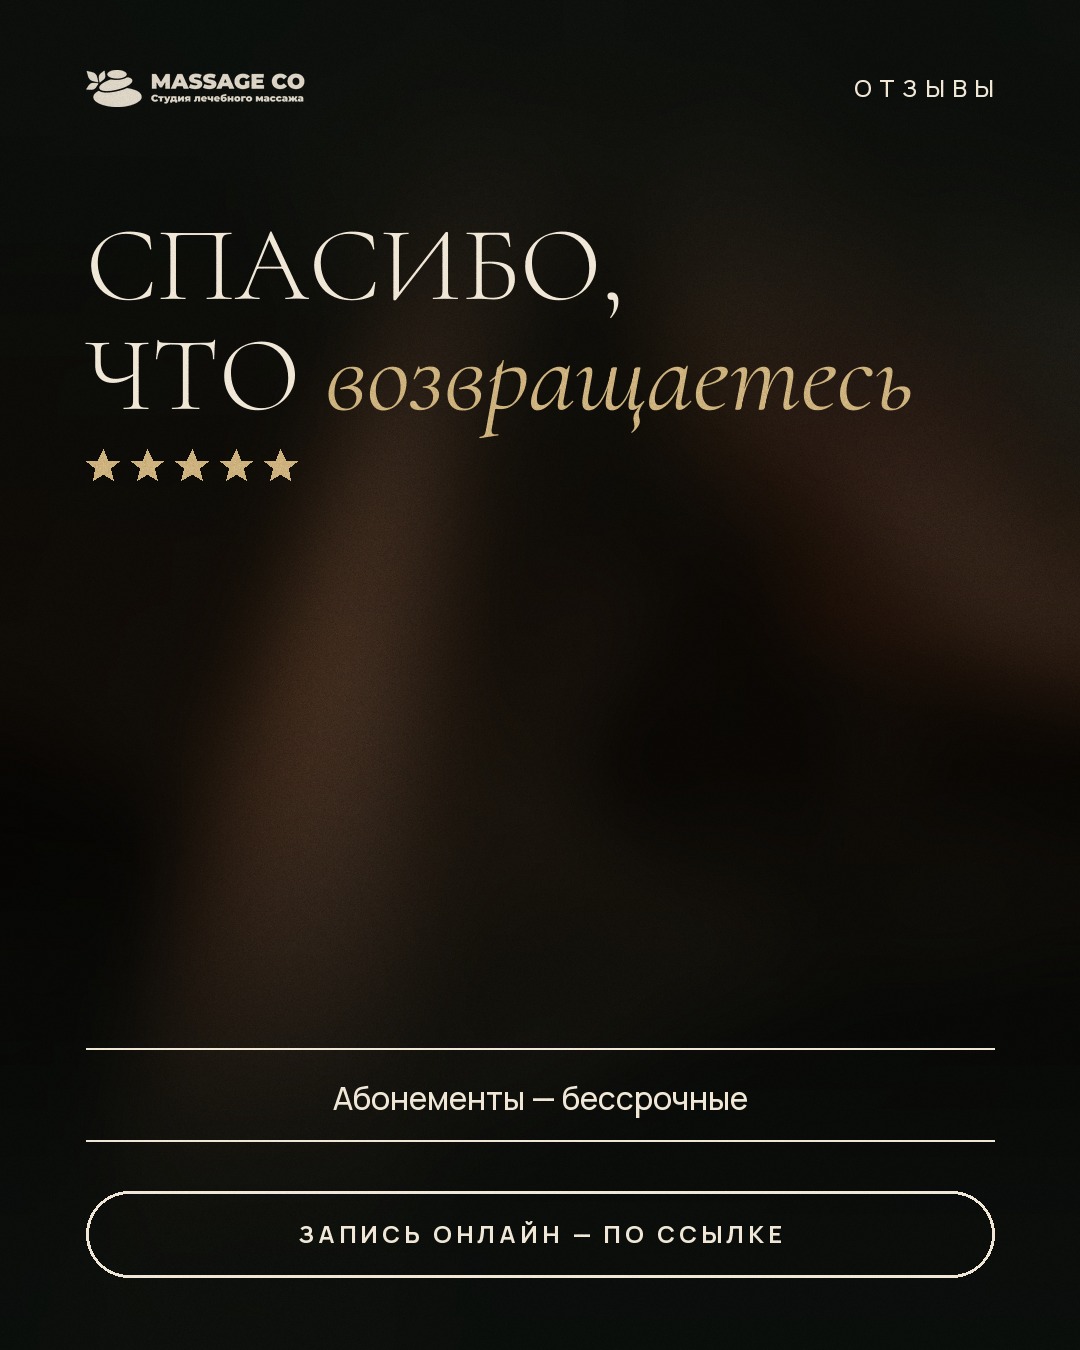 MASSAGE CO
Студия лечебного массажа
ОТЗЫВЫ
СПАСИБО,
ЧТО возвращаетесь
Абонементы — бессрочные
ЗАПИСЬ ОНЛАЙН — ПО ССЫЛКЕ